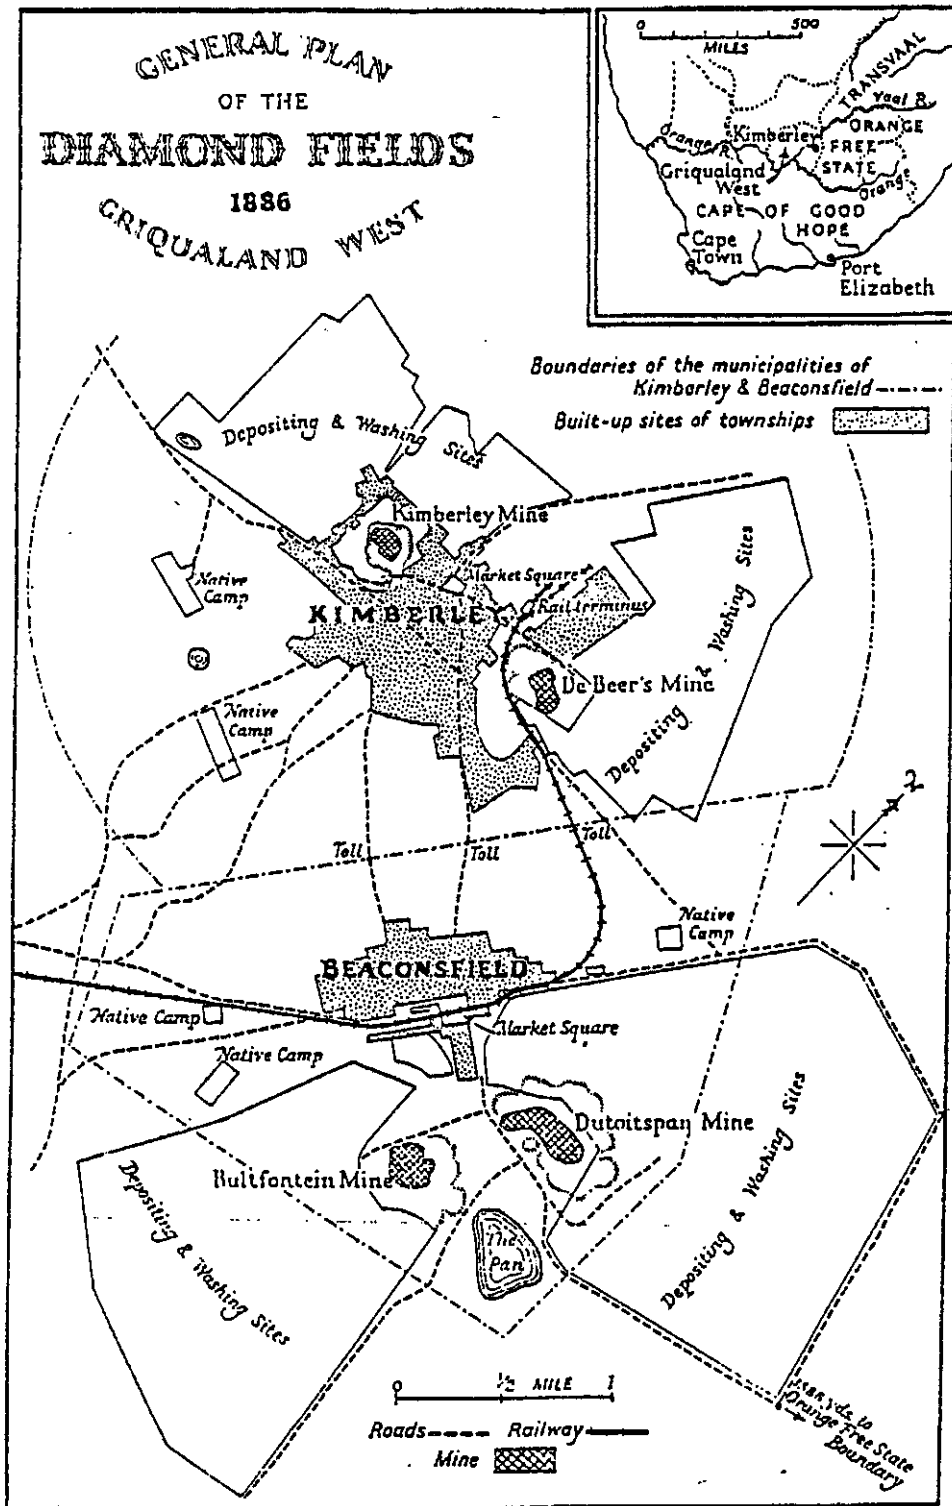 GENERAL PLAN
OF THE
DIAMOND FIELDS
1886
GRIQUALAND WEST
0 500
MILES
TRANSVAAL
Vaal R.
Orange R.
Kimberley
ORANGE
FREE
STATE
Griqualand
West
Orange
CAPE OF GOOD
HOPE
Cape
Town
Port
Elizabeth
Boundaries of the municipalities of
Kimberley & Beaconsfield
Built-up sites of townships
Depositing & Washing Sites
Kimberley Mine
Native
Camp
Market Square
Rail terminus
KIMBERLEY
De Beer's Mine
Depositing & Washing Sites
Native
Camp
N
Toll
Toll
Toll
Native
Camp
BEACONSFIELD
Native Camp
Market Square
Native Camp
Dutoitspan Mine
Bultfontein Mine
The
Pan
Depositing & Washing Sites
Depositing & Washing Sites
0 ½ MILE 1
Roads Railway
Mine
yds to
Orange Free State
Boundary